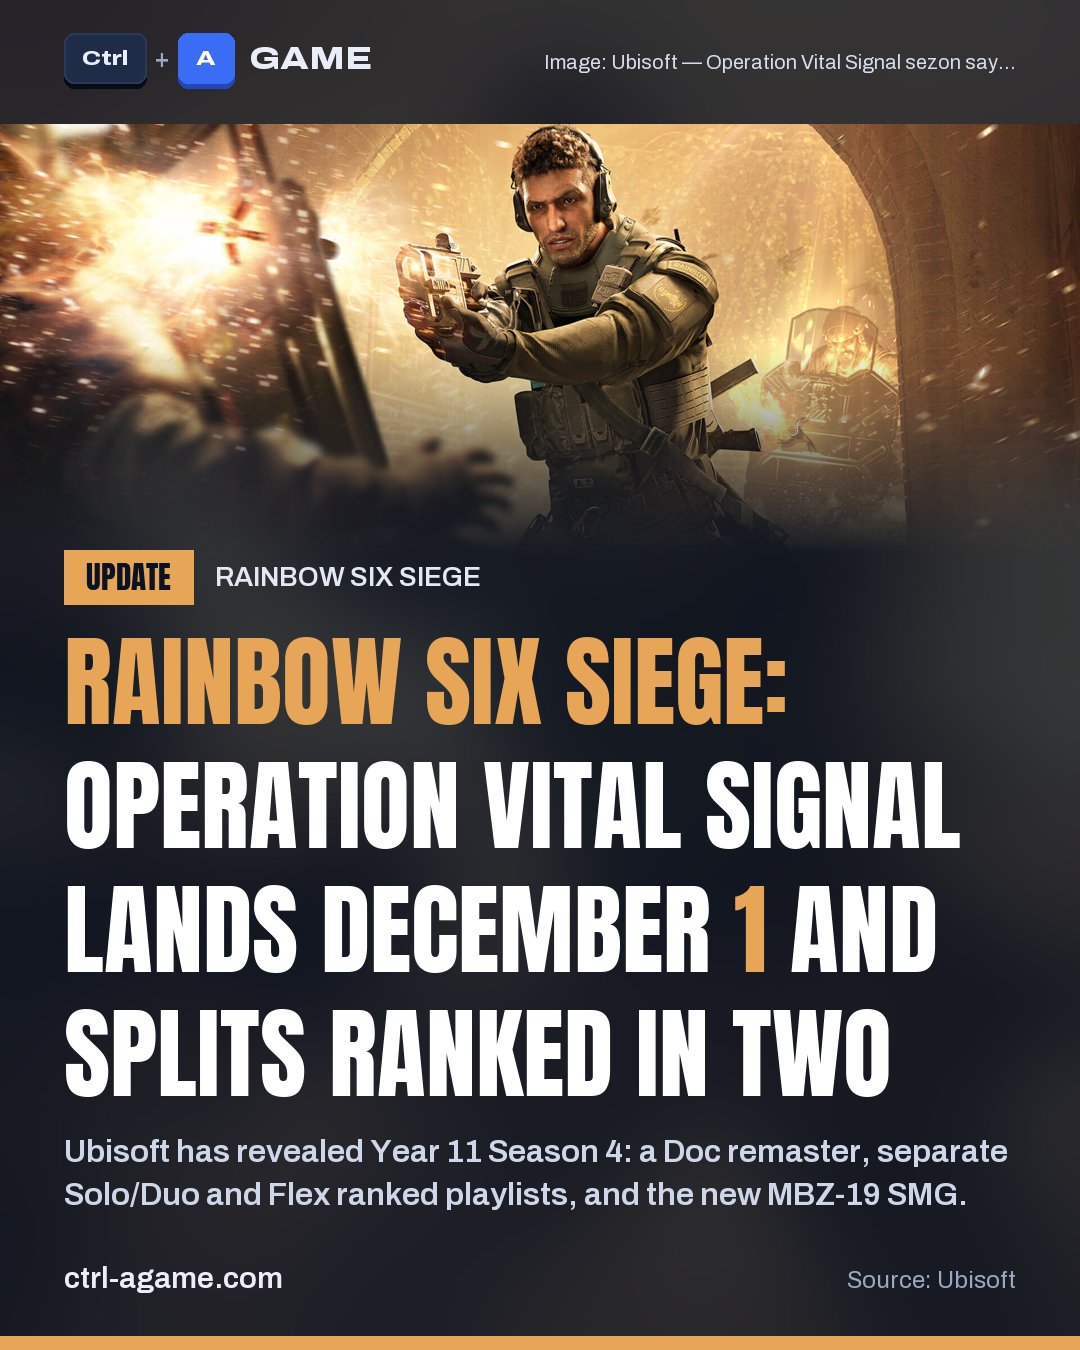 Ctrl + A GAME
Image: Ubisoft — Operation Vital Signal sezon say...
UPDATE RAINBOW SIX SIEGE
RAINBOW SIX SIEGE:
OPERATION VITAL SIGNAL
LANDS DECEMBER 1 AND
SPLITS RANKED IN TWO
Ubisoft has revealed Year 11 Season 4: a Doc remaster, separate
Solo/Duo and Flex ranked playlists, and the new MBZ-19 SMG.
ctrl-agame.com
Source: Ubisoft